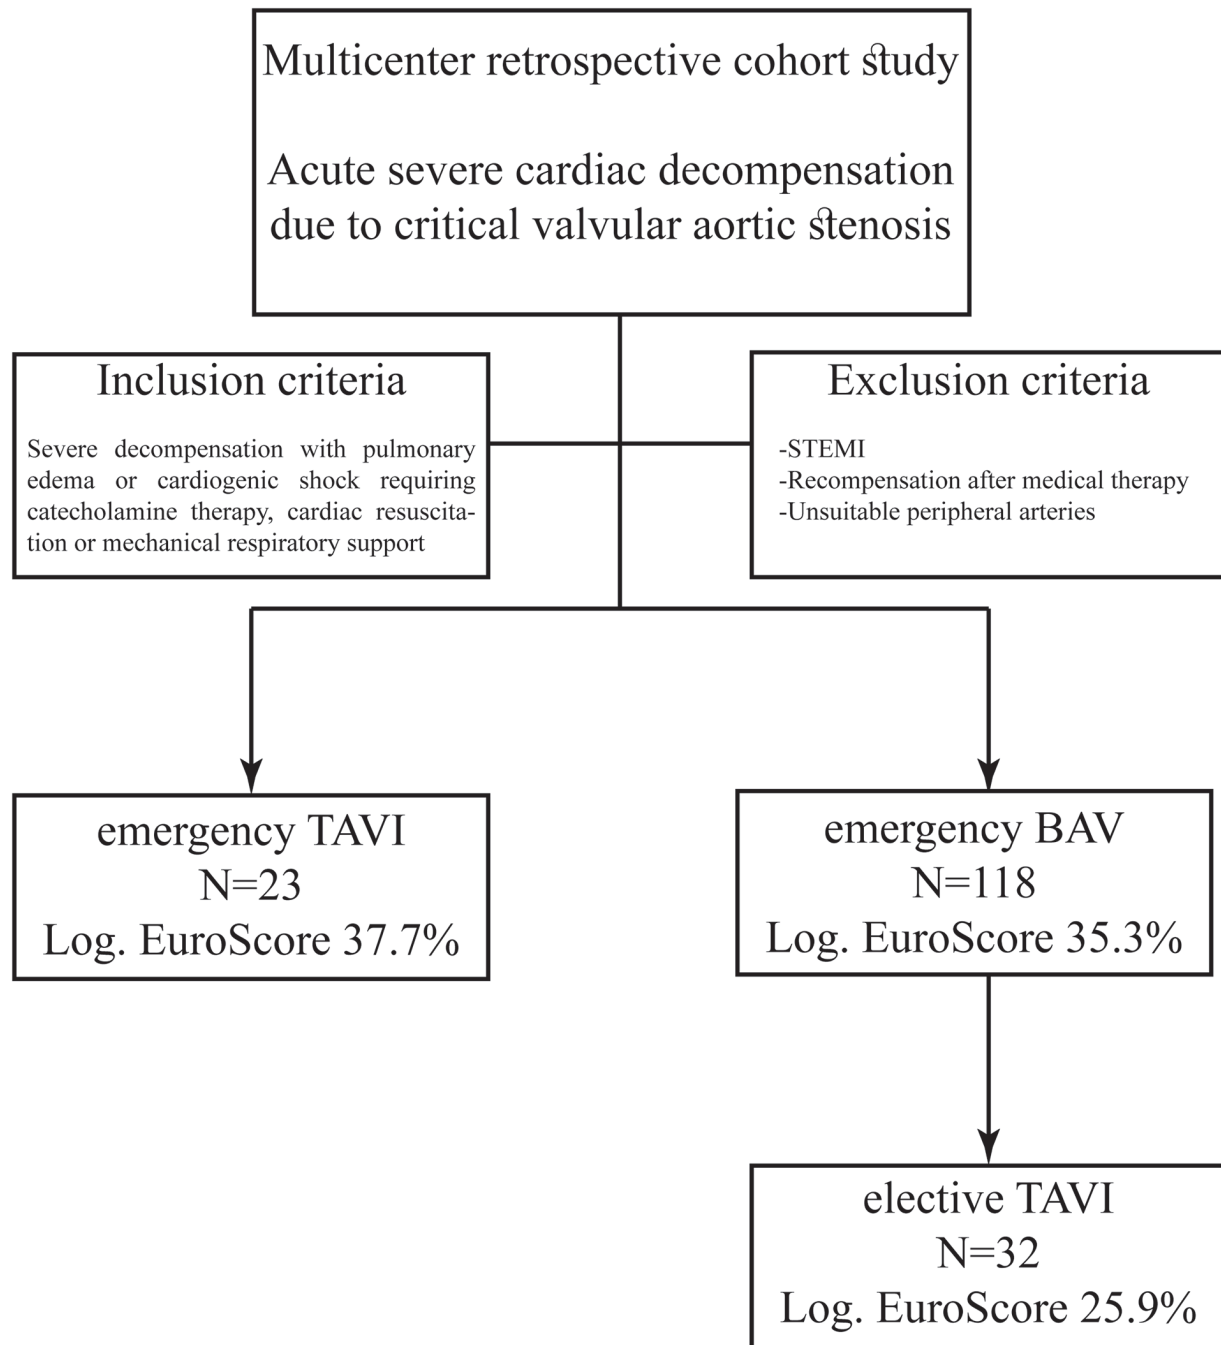 Multicenter retrospective cohort study
Acute severe cardiac decompensation
due to critical valvular aortic stenosis
Inclusion criteria
Severe decompensation with pulmonary
edema or cardiogenic shock requiring
catecholamine therapy, cardiac resuscita-
tion or mechanical respiratory support
Exclusion criteria
-STEMI
-Recompensation after medical therapy
-Unsuitable peripheral arteries
emergency TAVI
N=23
Log. EuroScore 37.7%
emergency BAV
N=118
Log. EuroScore 35.3%
elective TAVI
N=32
Log. EuroScore 25.9%